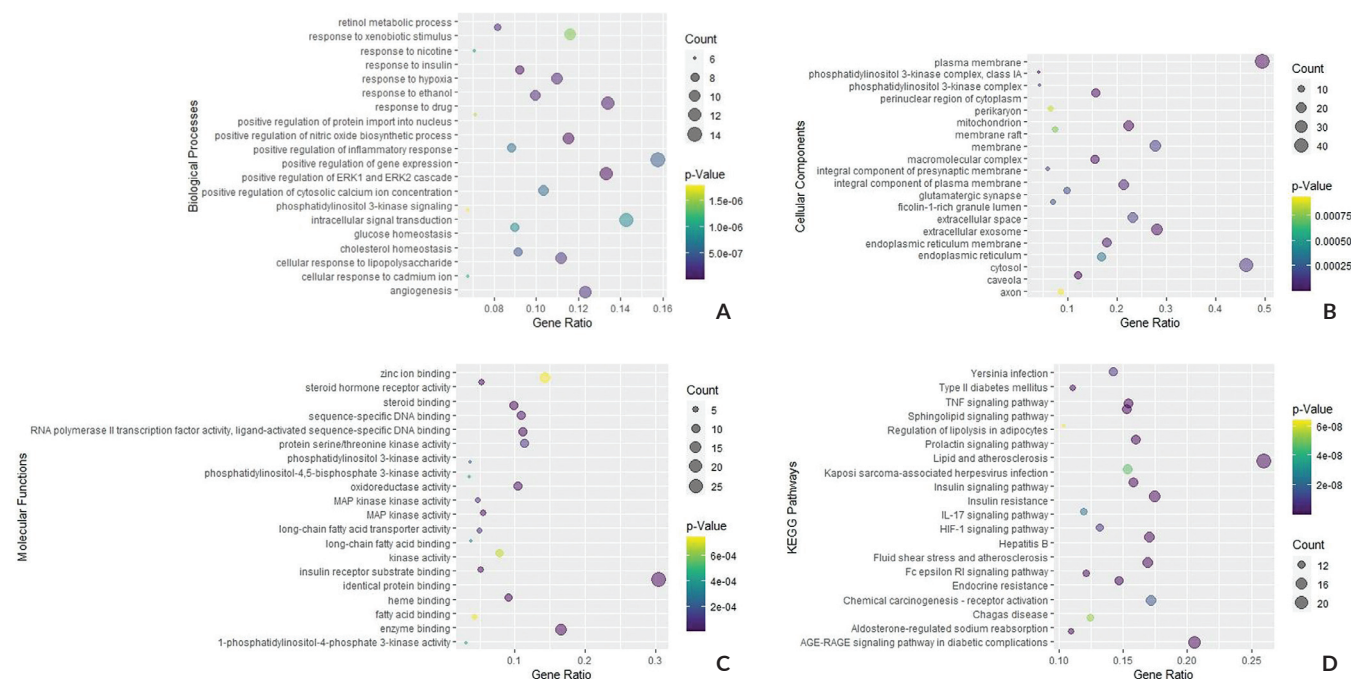 Biological Processes
retinol metabolic process
response to xenobiotic stimulus
response to nicotine
response to insulin
response to hypoxia
response to ethanol
response to drug
positive regulation of protein import into nucleus
positive regulation of nitric oxide biosynthetic process
positive regulation of inflammatory response
positive regulation of gene expression
positive regulation of ERK1 and ERK2 cascade
positive regulation of cytosolic calcium ion concentration
phosphatidylinositol 3-kinase signaling
intracellular signal transduction
glucose homeostasis
cholesterol homeostasis
cellular response to lipopolysaccharide
cellular response to cadmium ion
angiogenesis
0.08 0.10 0.12 0.14 0.16
Gene Ratio
Count
6
8
10
12
14
p-Value
1.5e-06
1.0e-06
5.0e-07
A
Cellular Components
plasma membrane
phosphatidylinositol 3-kinase complex, class IA
phosphatidylinositol 3-kinase complex
perinuclear region of cytoplasm
perikaryon
mitochondrion
membrane raft
membrane
macromolecular complex
integral component of presynaptic membrane
integral component of plasma membrane
glutamatergic synapse
ficolin-1-rich granule lumen
extracellular space
extracellular exosome
endoplasmic reticulum membrane
endoplasmic reticulum
cytosol
caveola
axon
0.1 0.2 0.3 0.4 0.5
Gene Ratio
Count
10
20
30
40
p-Value
0.00075
0.00050
0.00025
B
Molecular Functions
zinc ion binding
steroid hormone receptor activity
steroid binding
sequence-specific DNA binding
RNA polymerase II transcription factor activity, ligand-activated sequence-specific DNA binding
protein serine/threonine kinase activity
phosphatidylinositol 3-kinase activity
phosphatidylinositol-4,5-bisphosphate 3-kinase activity
oxidoreductase activity
MAP kinase kinase activity
MAP kinase activity
long-chain fatty acid transporter activity
long-chain fatty acid binding
kinase activity
insulin receptor substrate binding
identical protein binding
heme binding
fatty acid binding
enzyme binding
1-phosphatidylinositol-4-phosphate 3-kinase activity
0.1 0.2 0.3
Gene Ratio
Count
5
10
15
20
25
p-Value
6e-04
4e-04
2e-04
C
KEGG Pathways
Yersinia infection
Type II diabetes mellitus
TNF signaling pathway
Sphingolipid signaling pathway
Regulation of lipolysis in adipocytes
Prolactin signaling pathway
Lipid and atherosclerosis
Kaposi sarcoma-associated herpesvirus infection
Insulin signaling pathway
Insulin resistance
IL-17 signaling pathway
HIF-1 signaling pathway
Hepatitis B
Fluid shear stress and atherosclerosis
Fc epsilon RI signaling pathway
Endocrine resistance
Chemical carcinogenesis - receptor activation
Chagas disease
Aldosterone-regulated sodium reabsorption
AGE-RAGE signaling pathway in diabetic complications
0.10 0.15 0.20 0.25
Gene Ratio
p-Value
6e-08
4e-08
2e-08
Count
12
16
20
D